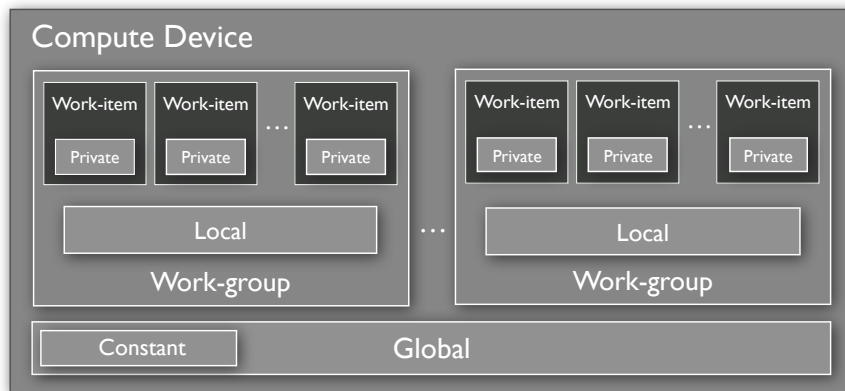 Compute Device
Work-item Work-item … Work-item
Private Private Private
Local
Work-group
…
Work-item Work-item … Work-item
Private Private Private
Local
Work-group
Constant
Global